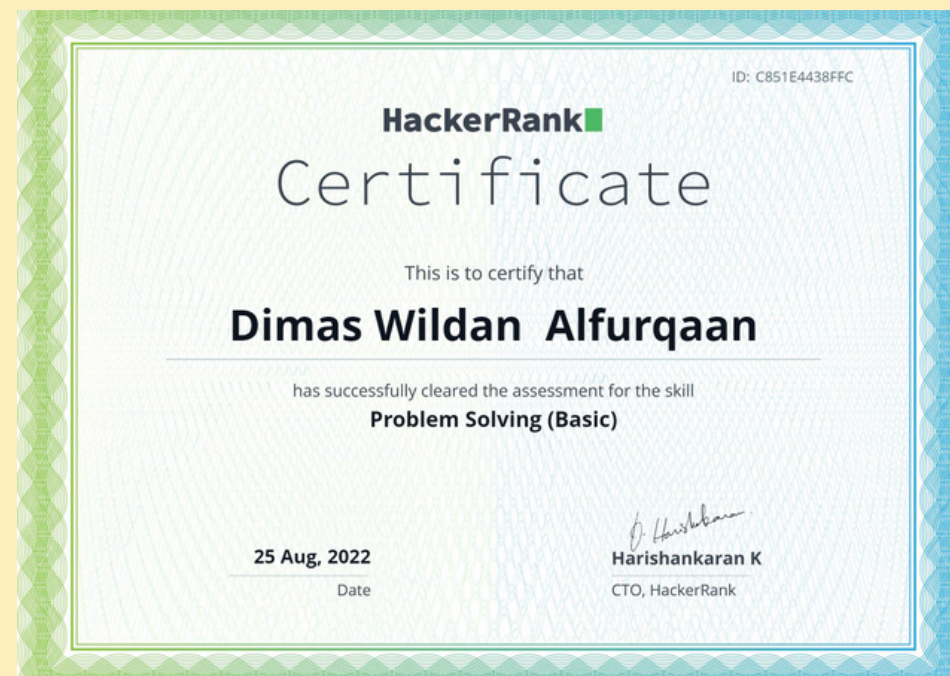 ID: C851E4438FFC
HackerRank
Certificate
This is to certify that
Dimas Wildan Alfurqaan
has successfully cleared the assessment for the skill
Problem Solving (Basic)
25 Aug, 2022
Date
Harishankaran K
CTO, HackerRank